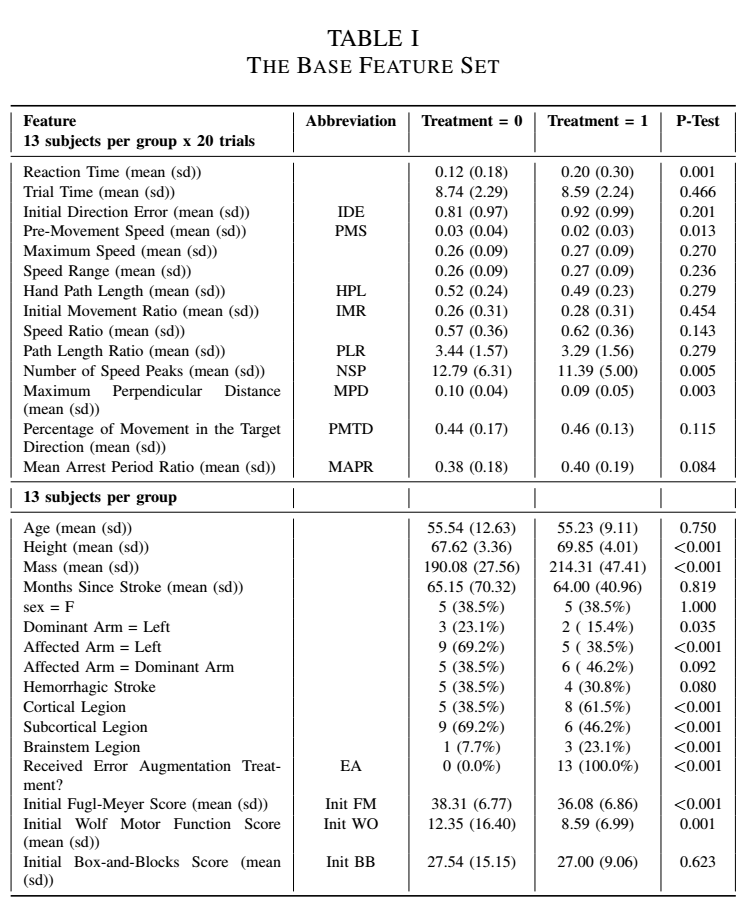 TABLE I
THE BASE FEATURE SET
Feature Abbreviation Treatment = 0 Treatment = 1 P-Test
13 subjects per group x 20 trials
Reaction Time (mean (sd)) 0.12 (0.18) 0.20 (0.30) 0.001
Trial Time (mean (sd)) 8.74 (2.29) 8.59 (2.24) 0.466
Initial Direction Error (mean (sd)) IDE 0.81 (0.97) 0.92 (0.99) 0.201
Pre-Movement Speed (mean (sd)) PMS 0.03 (0.04) 0.02 (0.03) 0.013
Maximum Speed (mean (sd)) 0.26 (0.09) 0.27 (0.09) 0.270
Speed Range (mean (sd)) 0.26 (0.09) 0.27 (0.09) 0.236
Hand Path Length (mean (sd)) HPL 0.52 (0.24) 0.49 (0.23) 0.279
Initial Movement Ratio (mean (sd)) IMR 0.26 (0.31) 0.28 (0.31) 0.454
Speed Ratio (mean (sd)) 0.57 (0.36) 0.62 (0.36) 0.143
Path Length Ratio (mean (sd)) PLR 3.44 (1.57) 3.29 (1.56) 0.279
Number of Speed Peaks (mean (sd)) NSP 12.79 (6.31) 11.39 (5.00) 0.005
Maximum Perpendicular Distance MPD 0.10 (0.04) 0.09 (0.05) 0.003
(mean (sd))
Percentage of Movement in the Target PMTD 0.44 (0.17) 0.46 (0.13) 0.115
Direction (mean (sd))
Mean Arrest Period Ratio (mean (sd)) MAPR 0.38 (0.18) 0.40 (0.19) 0.084
13 subjects per group
Age (mean (sd)) 55.54 (12.63) 55.23 (9.11) 0.750
Height (mean (sd)) 67.62 (3.36) 69.85 (4.01) <0.001
Mass (mean (sd)) 190.08 (27.56) 214.31 (47.41) <0.001
Months Since Stroke (mean (sd)) 65.15 (70.32) 64.00 (40.96) 0.819
sex = F 5 (38.5%) 5 (38.5%) 1.000
Dominant Arm = Left 3 (23.1%) 2 ( 15.4%) 0.035
Affected Arm = Left 9 (69.2%) 5 ( 38.5%) <0.001
Affected Arm = Dominant Arm 5 (38.5%) 6 ( 46.2%) 0.092
Hemorrhagic Stroke 5 (38.5%) 4 (30.8%) 0.080
Cortical Legion 5 (38.5%) 8 (61.5%) <0.001
Subcortical Legion 9 (69.2%) 6 (46.2%) <0.001
Brainstem Legion 1 (7.7%) 3 (23.1%) <0.001
Received Error Augmentation Treat- EA 0 (0.0%) 13 (100.0%) <0.001
ment?
Initial Fugl-Meyer Score (mean (sd)) Init FM 38.31 (6.77) 36.08 (6.86) <0.001
Initial Wolf Motor Function Score Init WO 12.35 (16.40) 8.59 (6.99) 0.001
(mean (sd))
Initial Box-and-Blocks Score (mean Init BB 27.54 (15.15) 27.00 (9.06) 0.623
(sd))